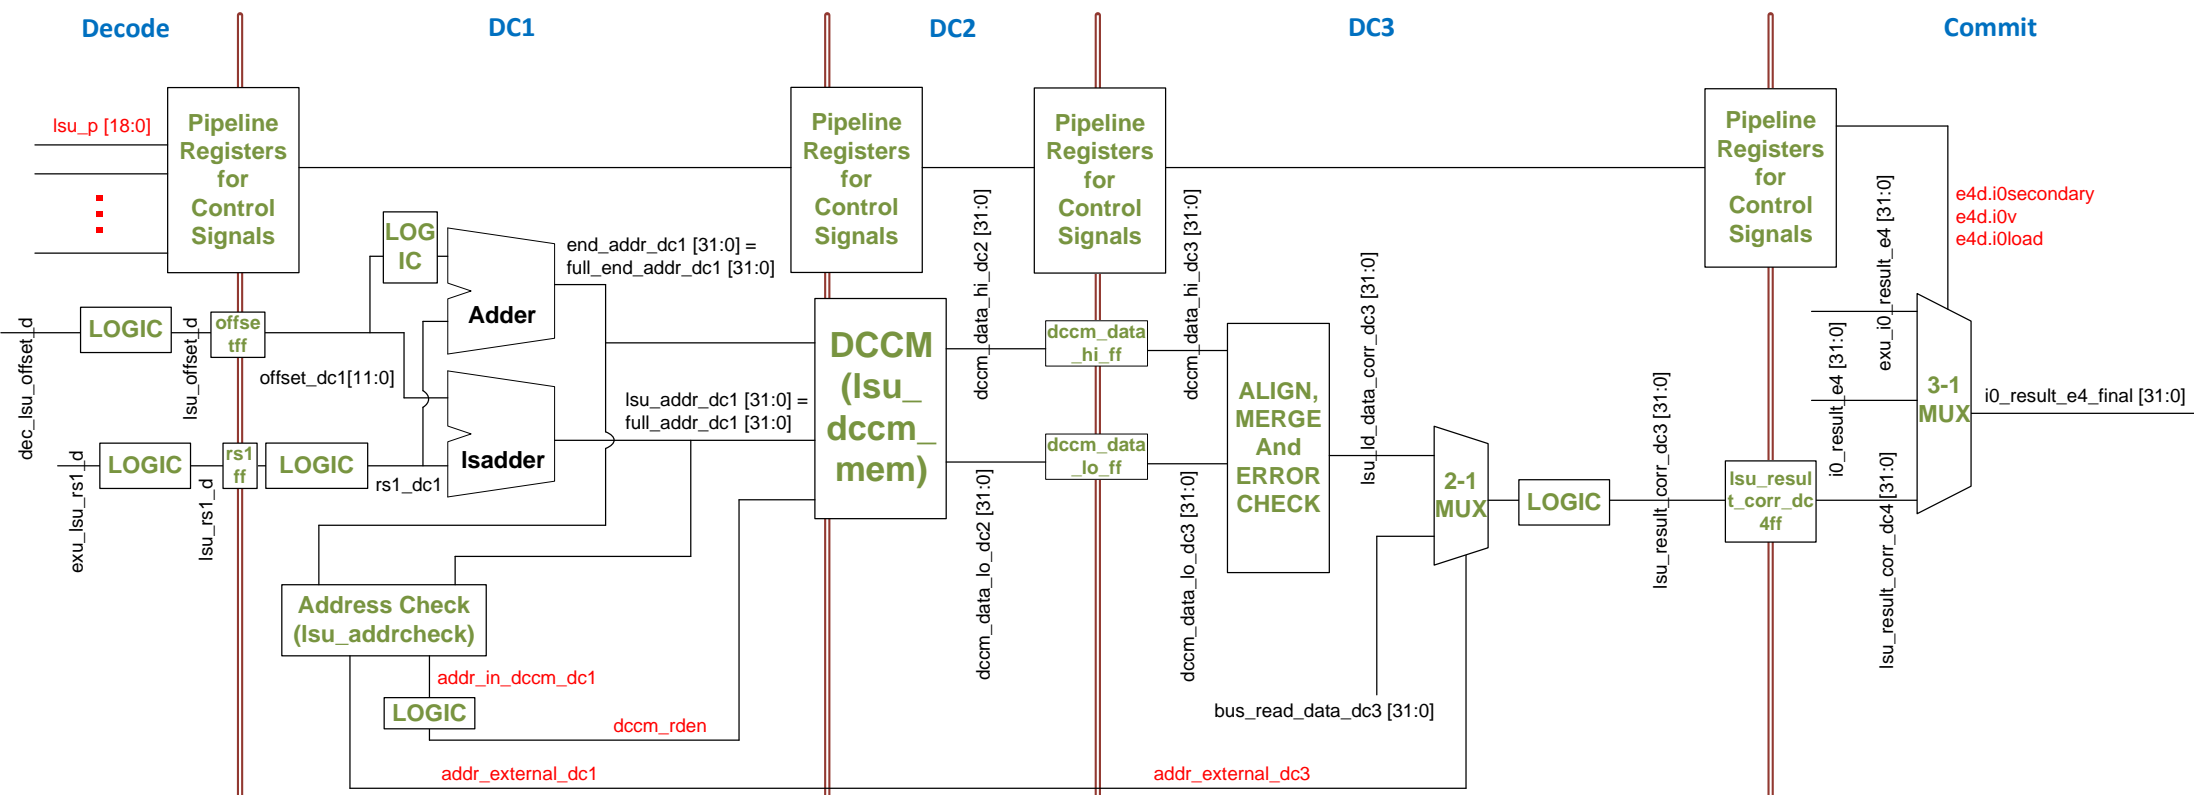 Decode
DC1
DC2
DC3
Commit
lsu_p [18:0]
Pipeline
Registers
for
Control
Signals
Pipeline
Registers
for
Control
Signals
Pipeline
Registers
for
Control
Signals
Pipeline
Registers
for
Control
Signals
LOG
IC
Adder
end_addr_dc1 [31:0] =
full_end_addr_dc1 [31:0]
dec_lsu_offset_d
LOGIC
lsu_offset_d
offse
tff
offset_dc1[11:0]
exu_lsu_rs1_d
LOGIC
lsu_rs1_d
rs1
ff
LOGIC
rs1_dc1
lsadder
lsu_addr_dc1 [31:0] =
full_addr_dc1 [31:0]
Address Check
(lsu_addrcheck)
addr_in_dccm_dc1
LOGIC
dccm_rden
addr_external_dc1
DCCM
(lsu_
dccm_
mem)
dccm_data_hi_dc2 [31:0]
dccm_data_lo_dc2 [31:0]
dccm_data
_hi_ff
dccm_data
_lo_ff
dccm_data_hi_dc3 [31:0]
dccm_data_lo_dc3 [31:0]
ALIGN,
MERGE
And
ERROR
CHECK
lsu_ld_data_corr_dc3 [31:0]
bus_read_data_dc3 [31:0]
addr_external_dc3
2-1
MUX
LOGIC
lsu_result_corr_dc3 [31:0]
lsu_resul
t_corr_dc
4ff
e4d.i0secondary
e4d.i0v
e4d.i0load
exu_i0_result_e4 [31:0]
i0_result_e4 [31:0]
lsu_result_corr_dc4 [31:0]
3-1
MUX
i0_result_e4_final [31:0]